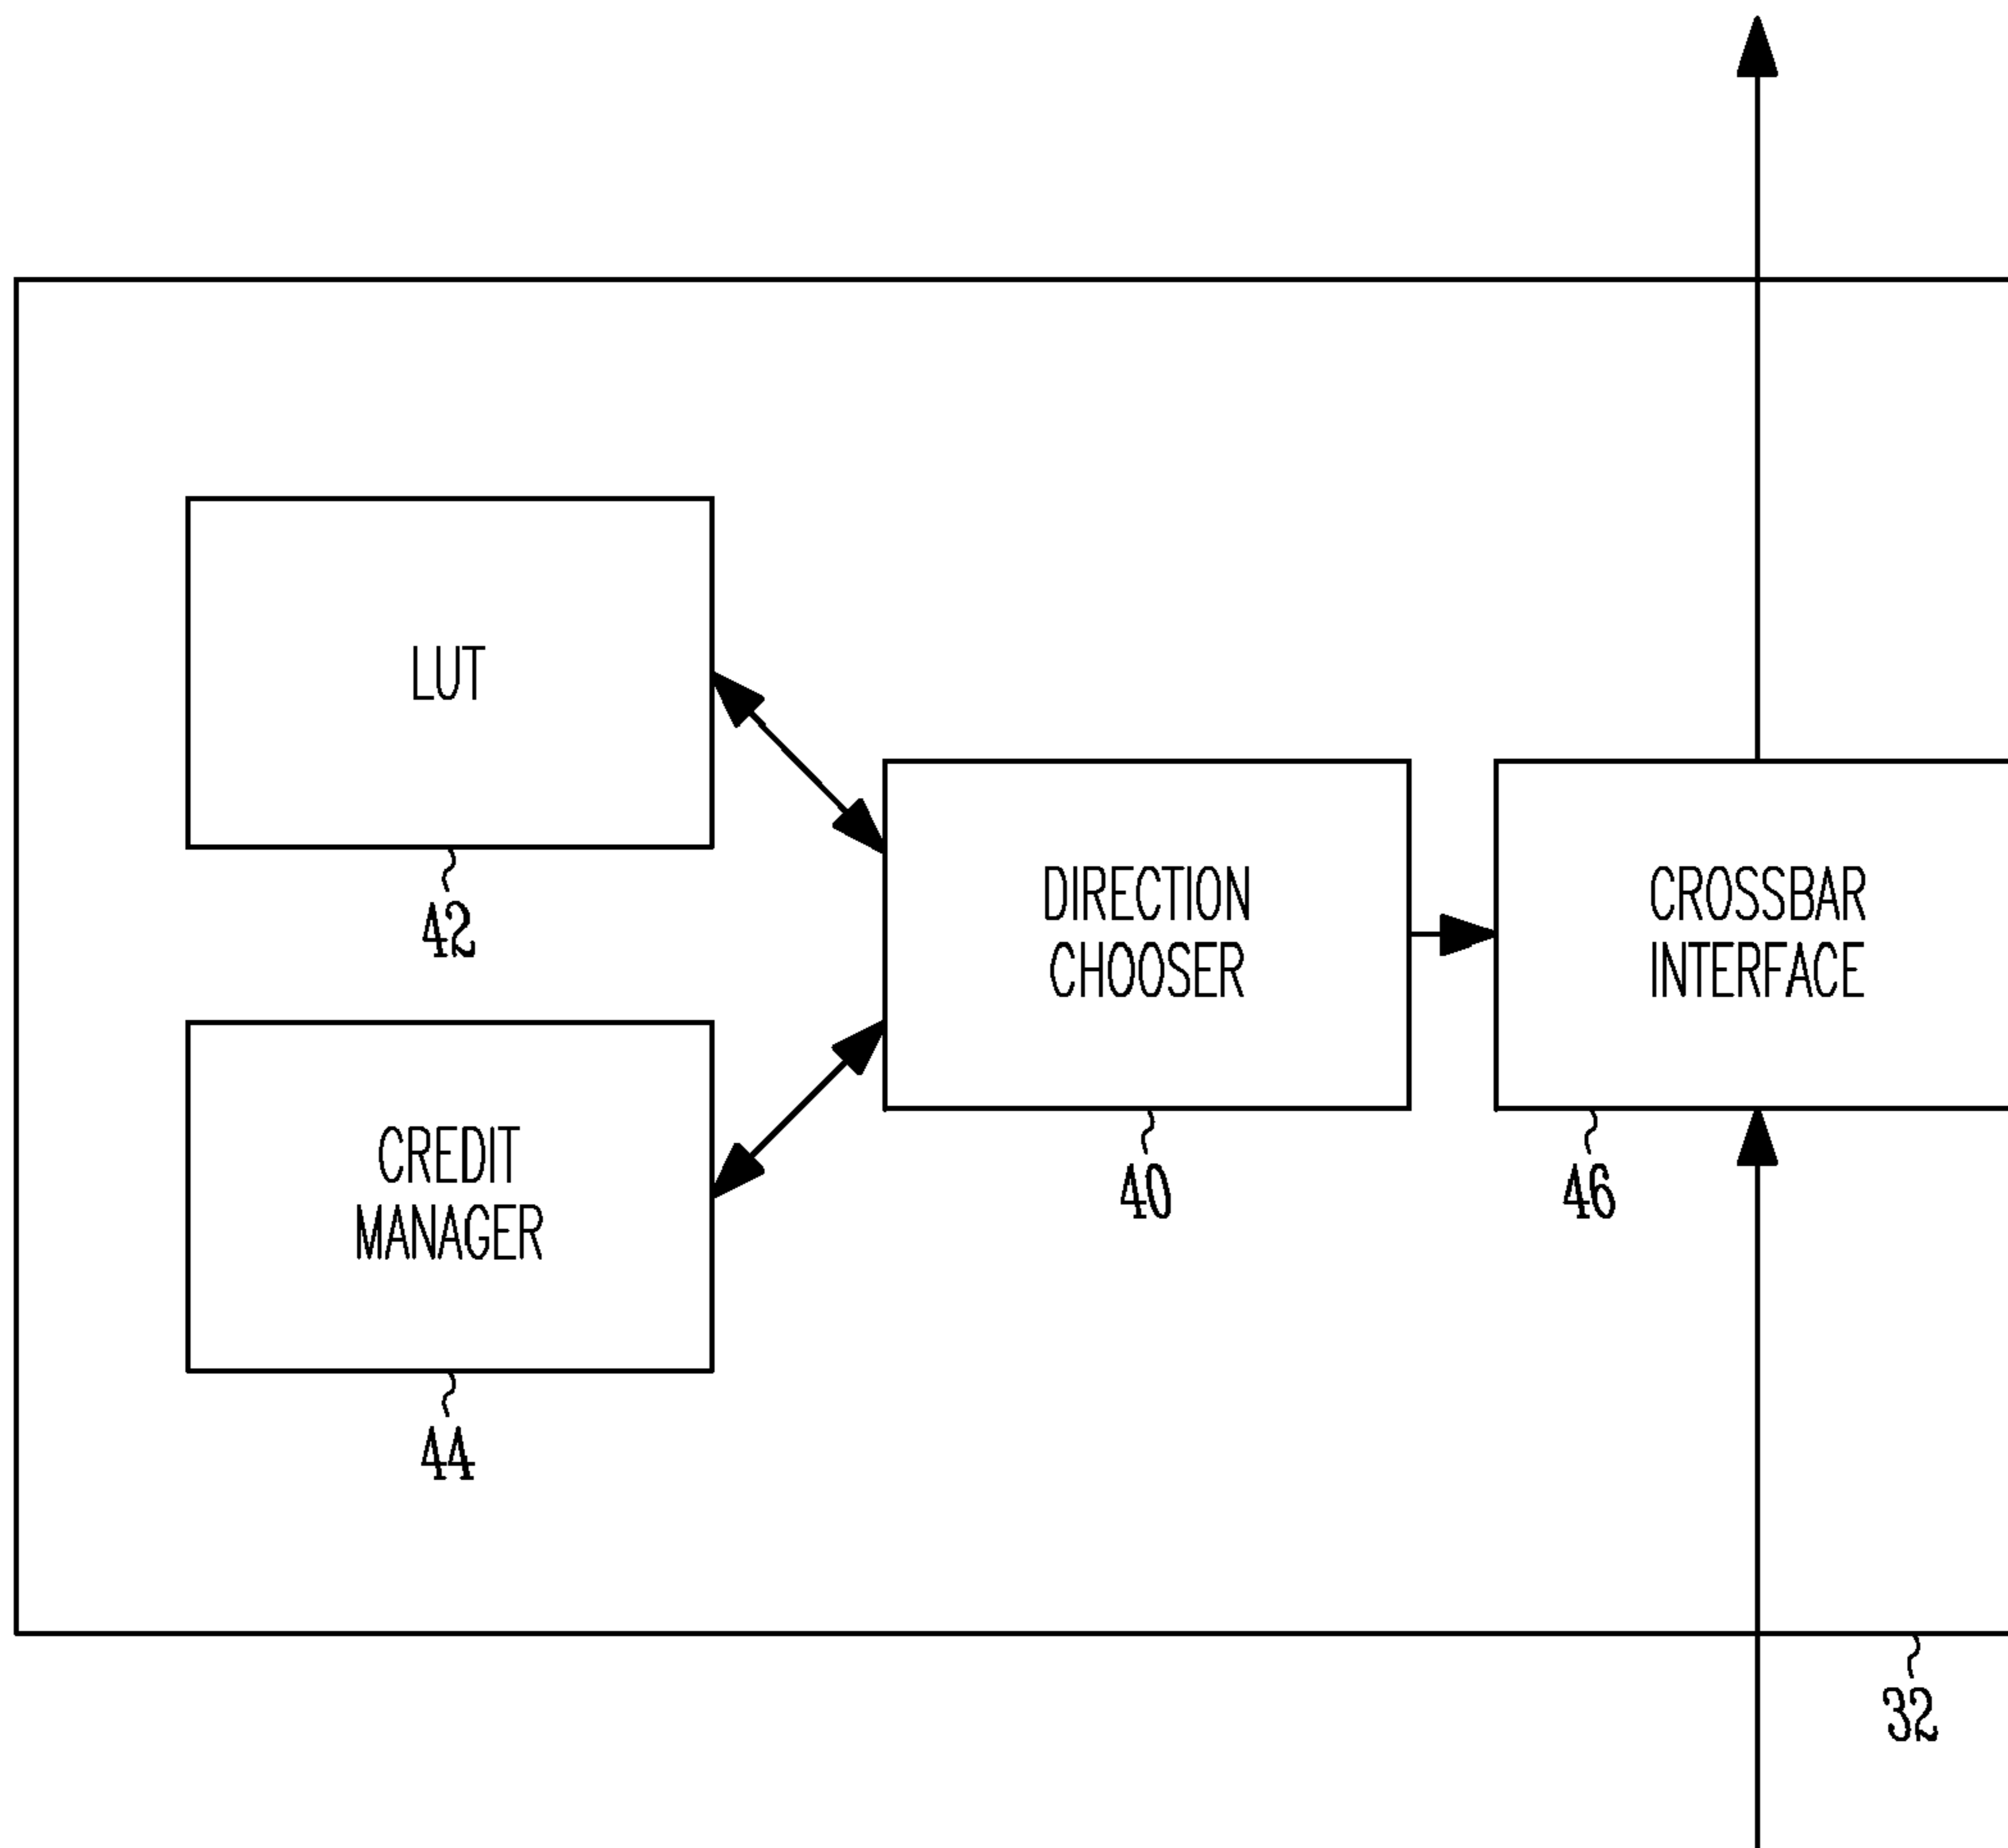 LUT
42
DIRECTION
CHOOSER
40
CROSSBAR
INTERFACE
46
CREDIT
MANAGER
44
32